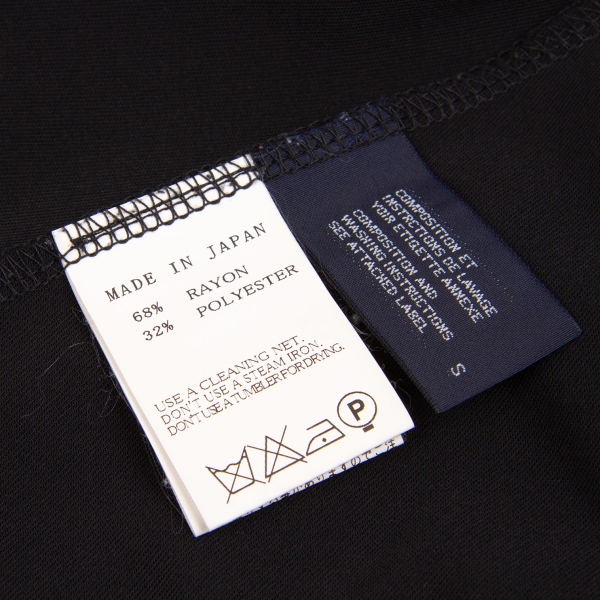 MADE IN JAPAN
68% RAYON
32% POLYESTER
USE A CLEANING NET.
DON'T USE A STEAM IRON.
DON'T USE A TUMBLER FOR DRYING.
P
COMPOSITION ET
INSTRCTIONS DE LAVAGE
VOIR ETIQUETTE ANNEXE
COMPOSITION AND
WASHING INSTRUCTIONS
SEE ATTACHED LABEL
S